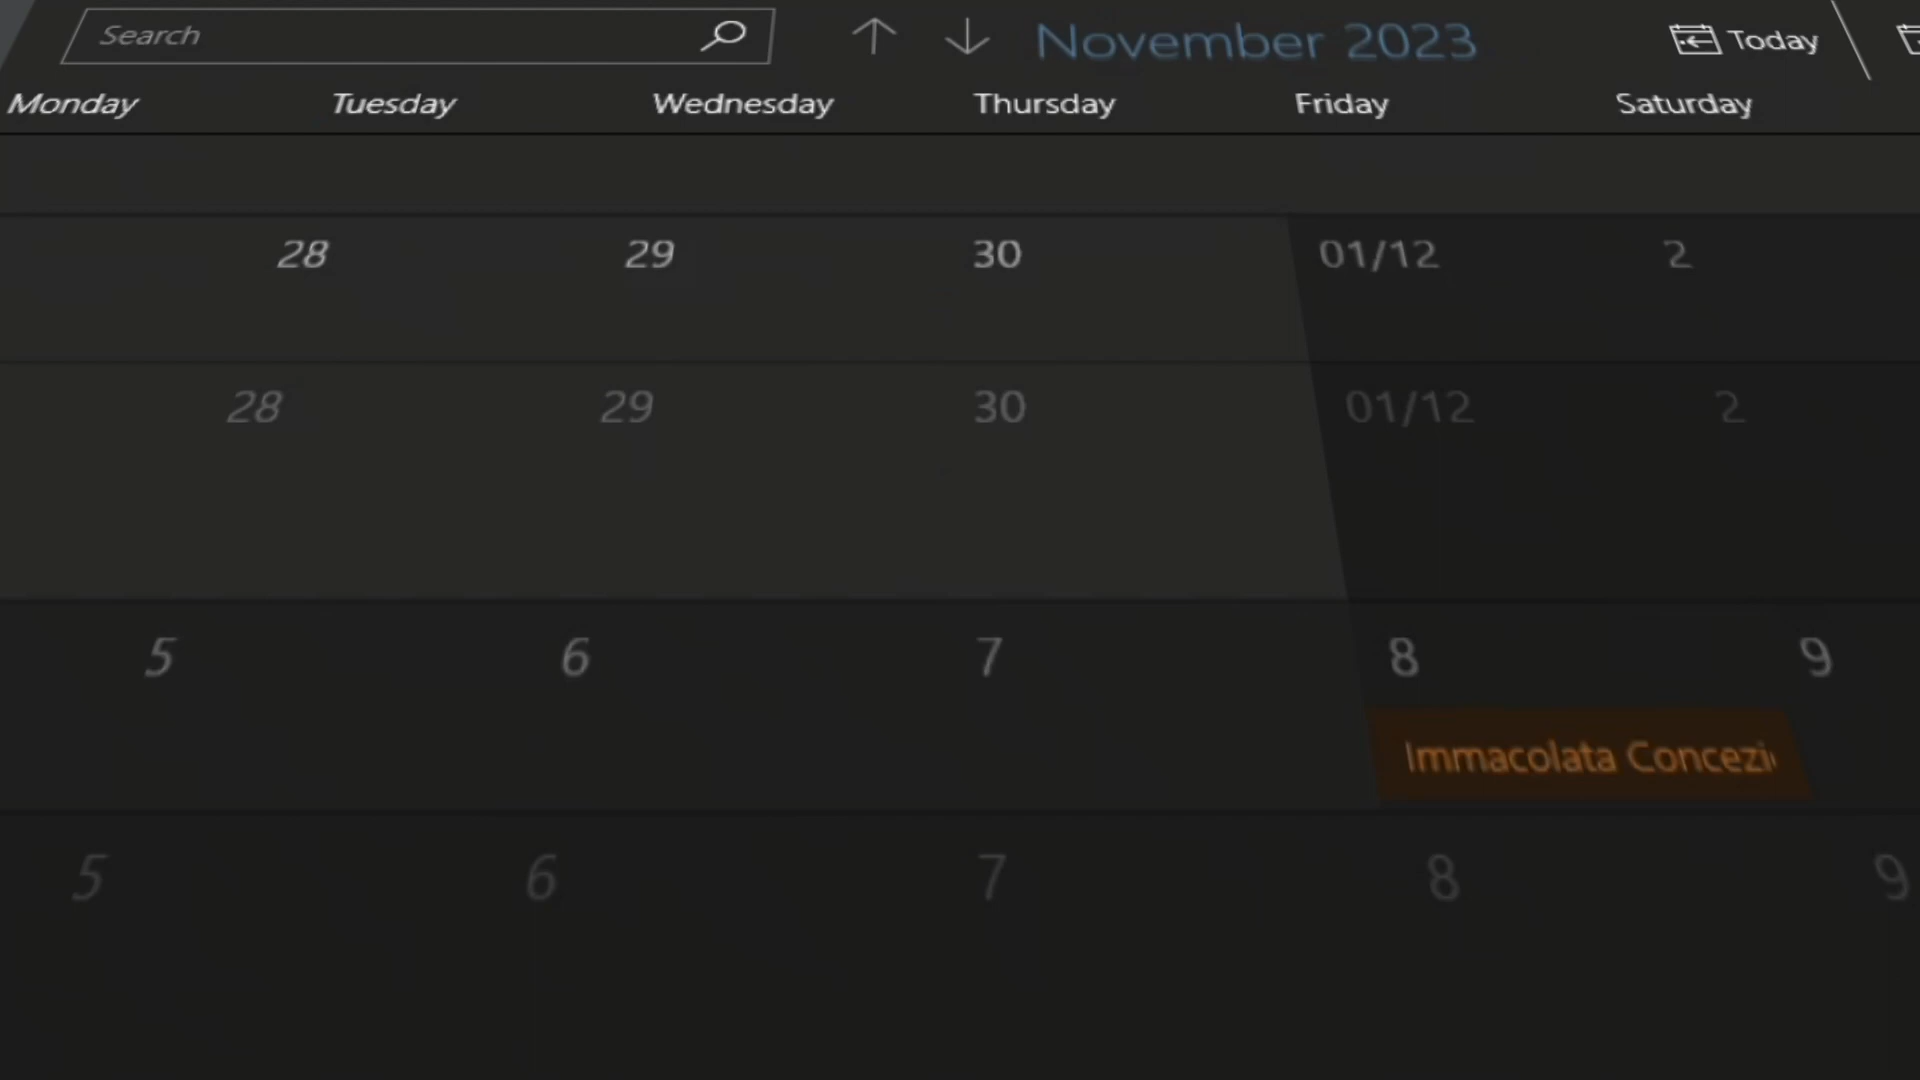 Search November 2023 Today
Monday Tuesday Wednesday Thursday Friday Saturday
28 29 30 01/12 2
28 29 30 01/12 2
5 6 7 8 9
Immacolata Concezi
5 6 7 8 9